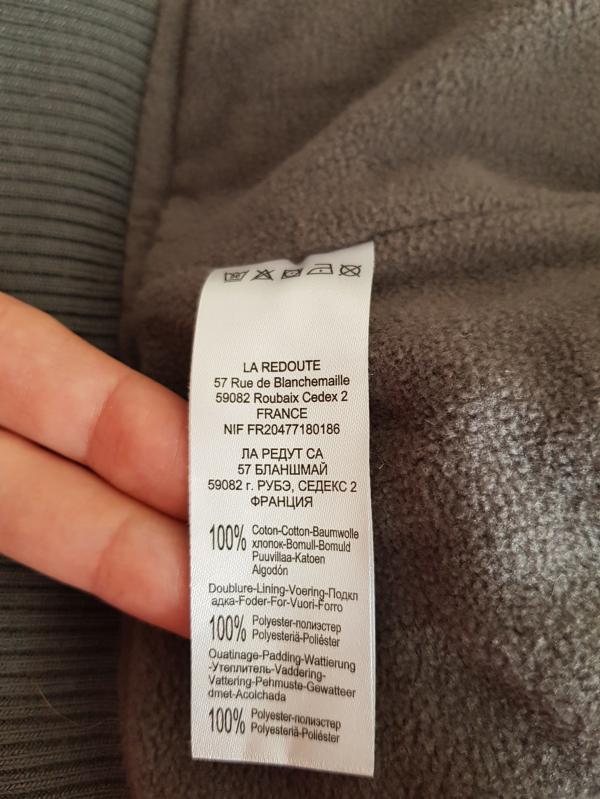 LA REDOUTE
57 Rue de Blanchemaille
59082 Roubaix Cedex 2
FRANCE
NIF FR20477180186
ЛА РЕДУТ СА
57 БЛАНШМАЙ
59082 г. РУБЭ, СЕДЕКС 2
ФРАНЦИЯ
100% Coton-Cotton-Baumwolle
хлопок-Bomull-Bomuld
Puuvillaa-Katoen
Algodón
Doublure-Lining-Voering-Подкл
адка-Foder-For-Vuori-Forro
100% Polyester-полиэстер
Polyesteriä-Poliéster
Ouatinage-Padding-Wattierung
-Утеплитель-Vaddering-
Vattering-Pehmuste-Gewatteer
dmet-Acolchada
100% Polyester-полиэстер
Polyesteriä-Poliéster